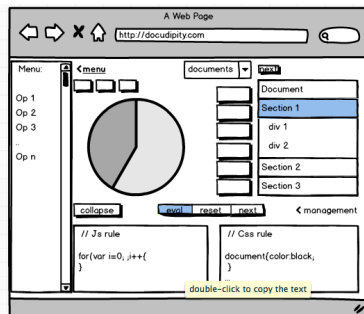 A Web Page
http://docudipity.com
Menu:
Op 1
Op 2
Op 3
..
Op n
menu
documents
next
Document
Section 1
div 1
div 2
Section 2
Section 3
collapse
eval reset next
management
// Js rule
for(var i=0; ;i++{
}
// Css rule
document{color:black;
}
...
double-click to copy the text